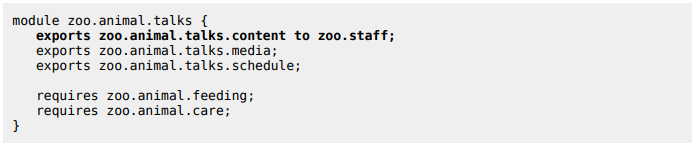 module zoo.animal.talks {
exports zoo.animal.talks.content to zoo.staff;
exports zoo.animal.talks.media;
exports zoo.animal.talks.schedule;
requires zoo.animal.feeding;
requires zoo.animal.care;
}